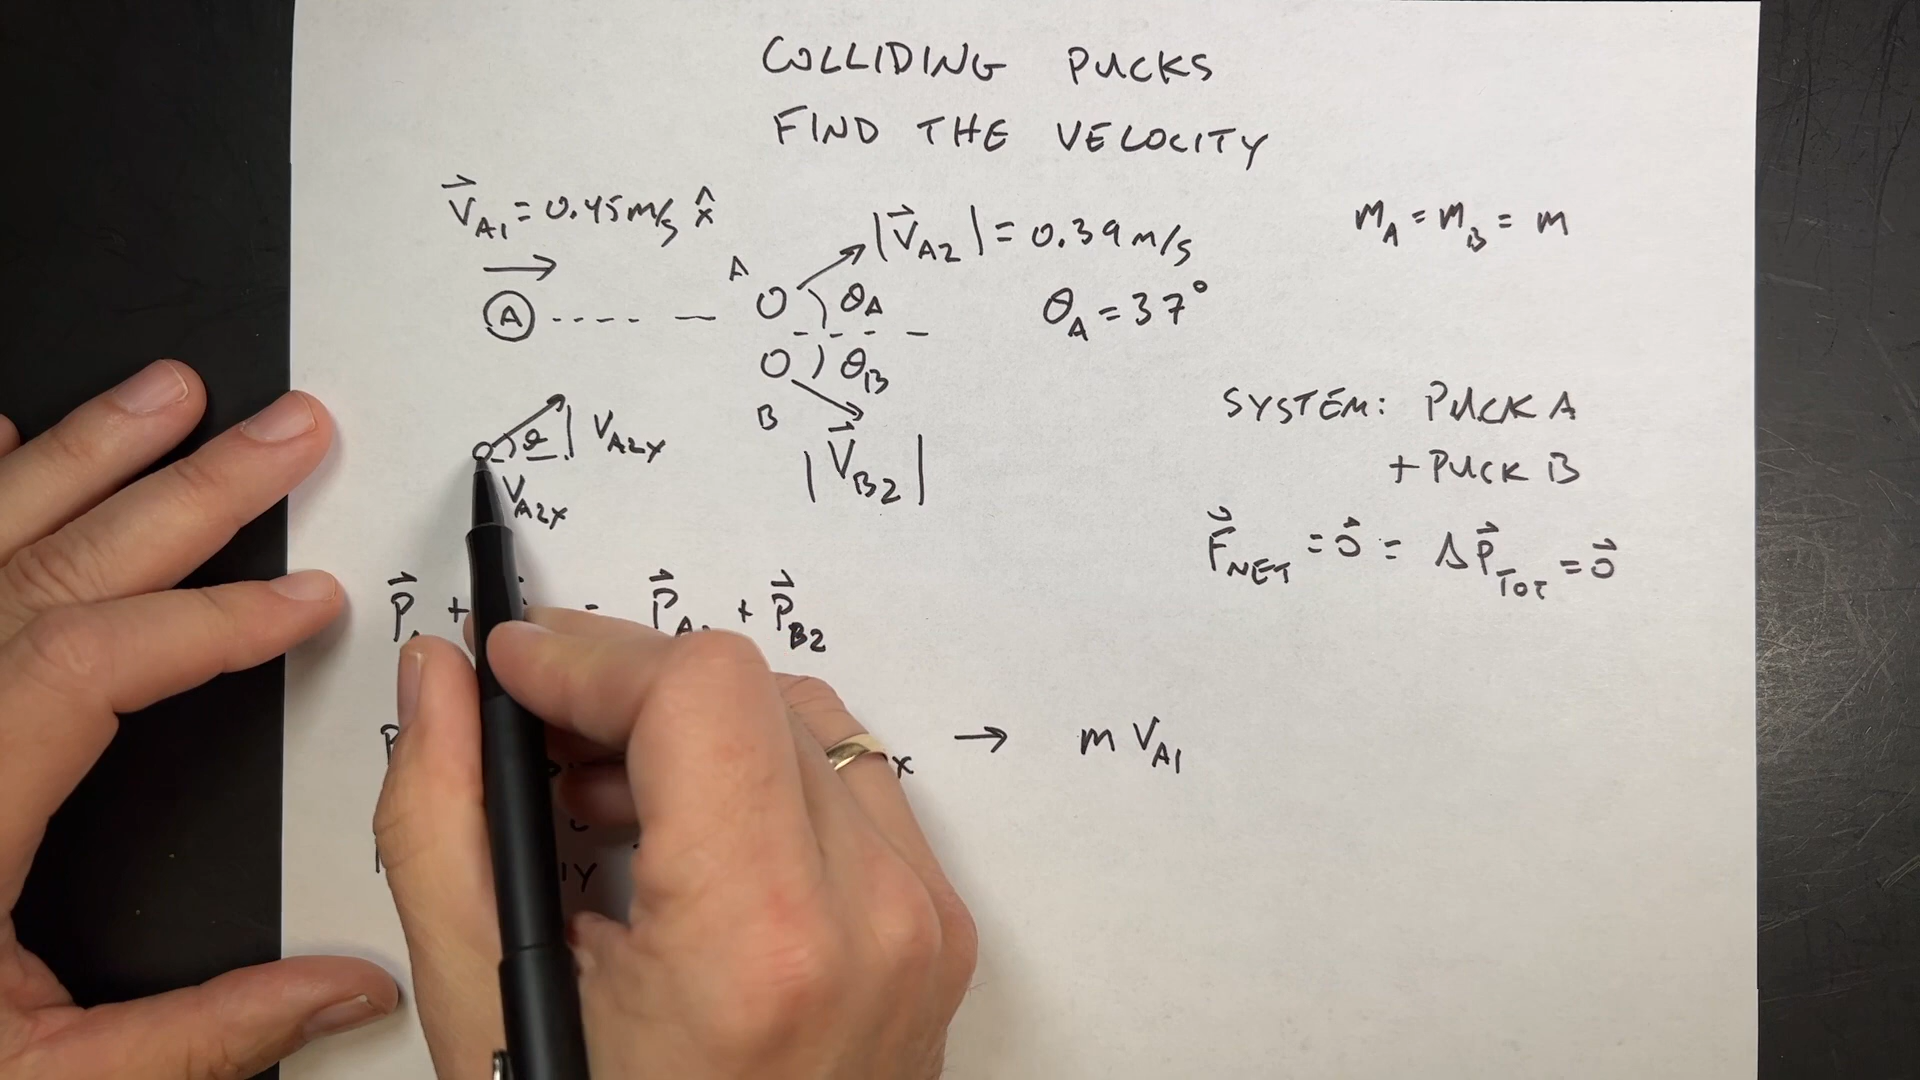 COLLIDING PUCKS
FIND THE VELOCITY
V⃗A1 = 0.45 m/s x̂
|V⃗A2| = 0.39 m/s
mA = mB = m
A
A
θA
θA = 37°
θB
B
|V⃗B2|
SYSTEM: PUCK A
+ PUCK B
θ
VA2Y
VA2X
F⃗NET = 0⃗ = ΔP⃗TOT = 0⃗
P⃗ + = P⃗A + P⃗B2
x → m VA1